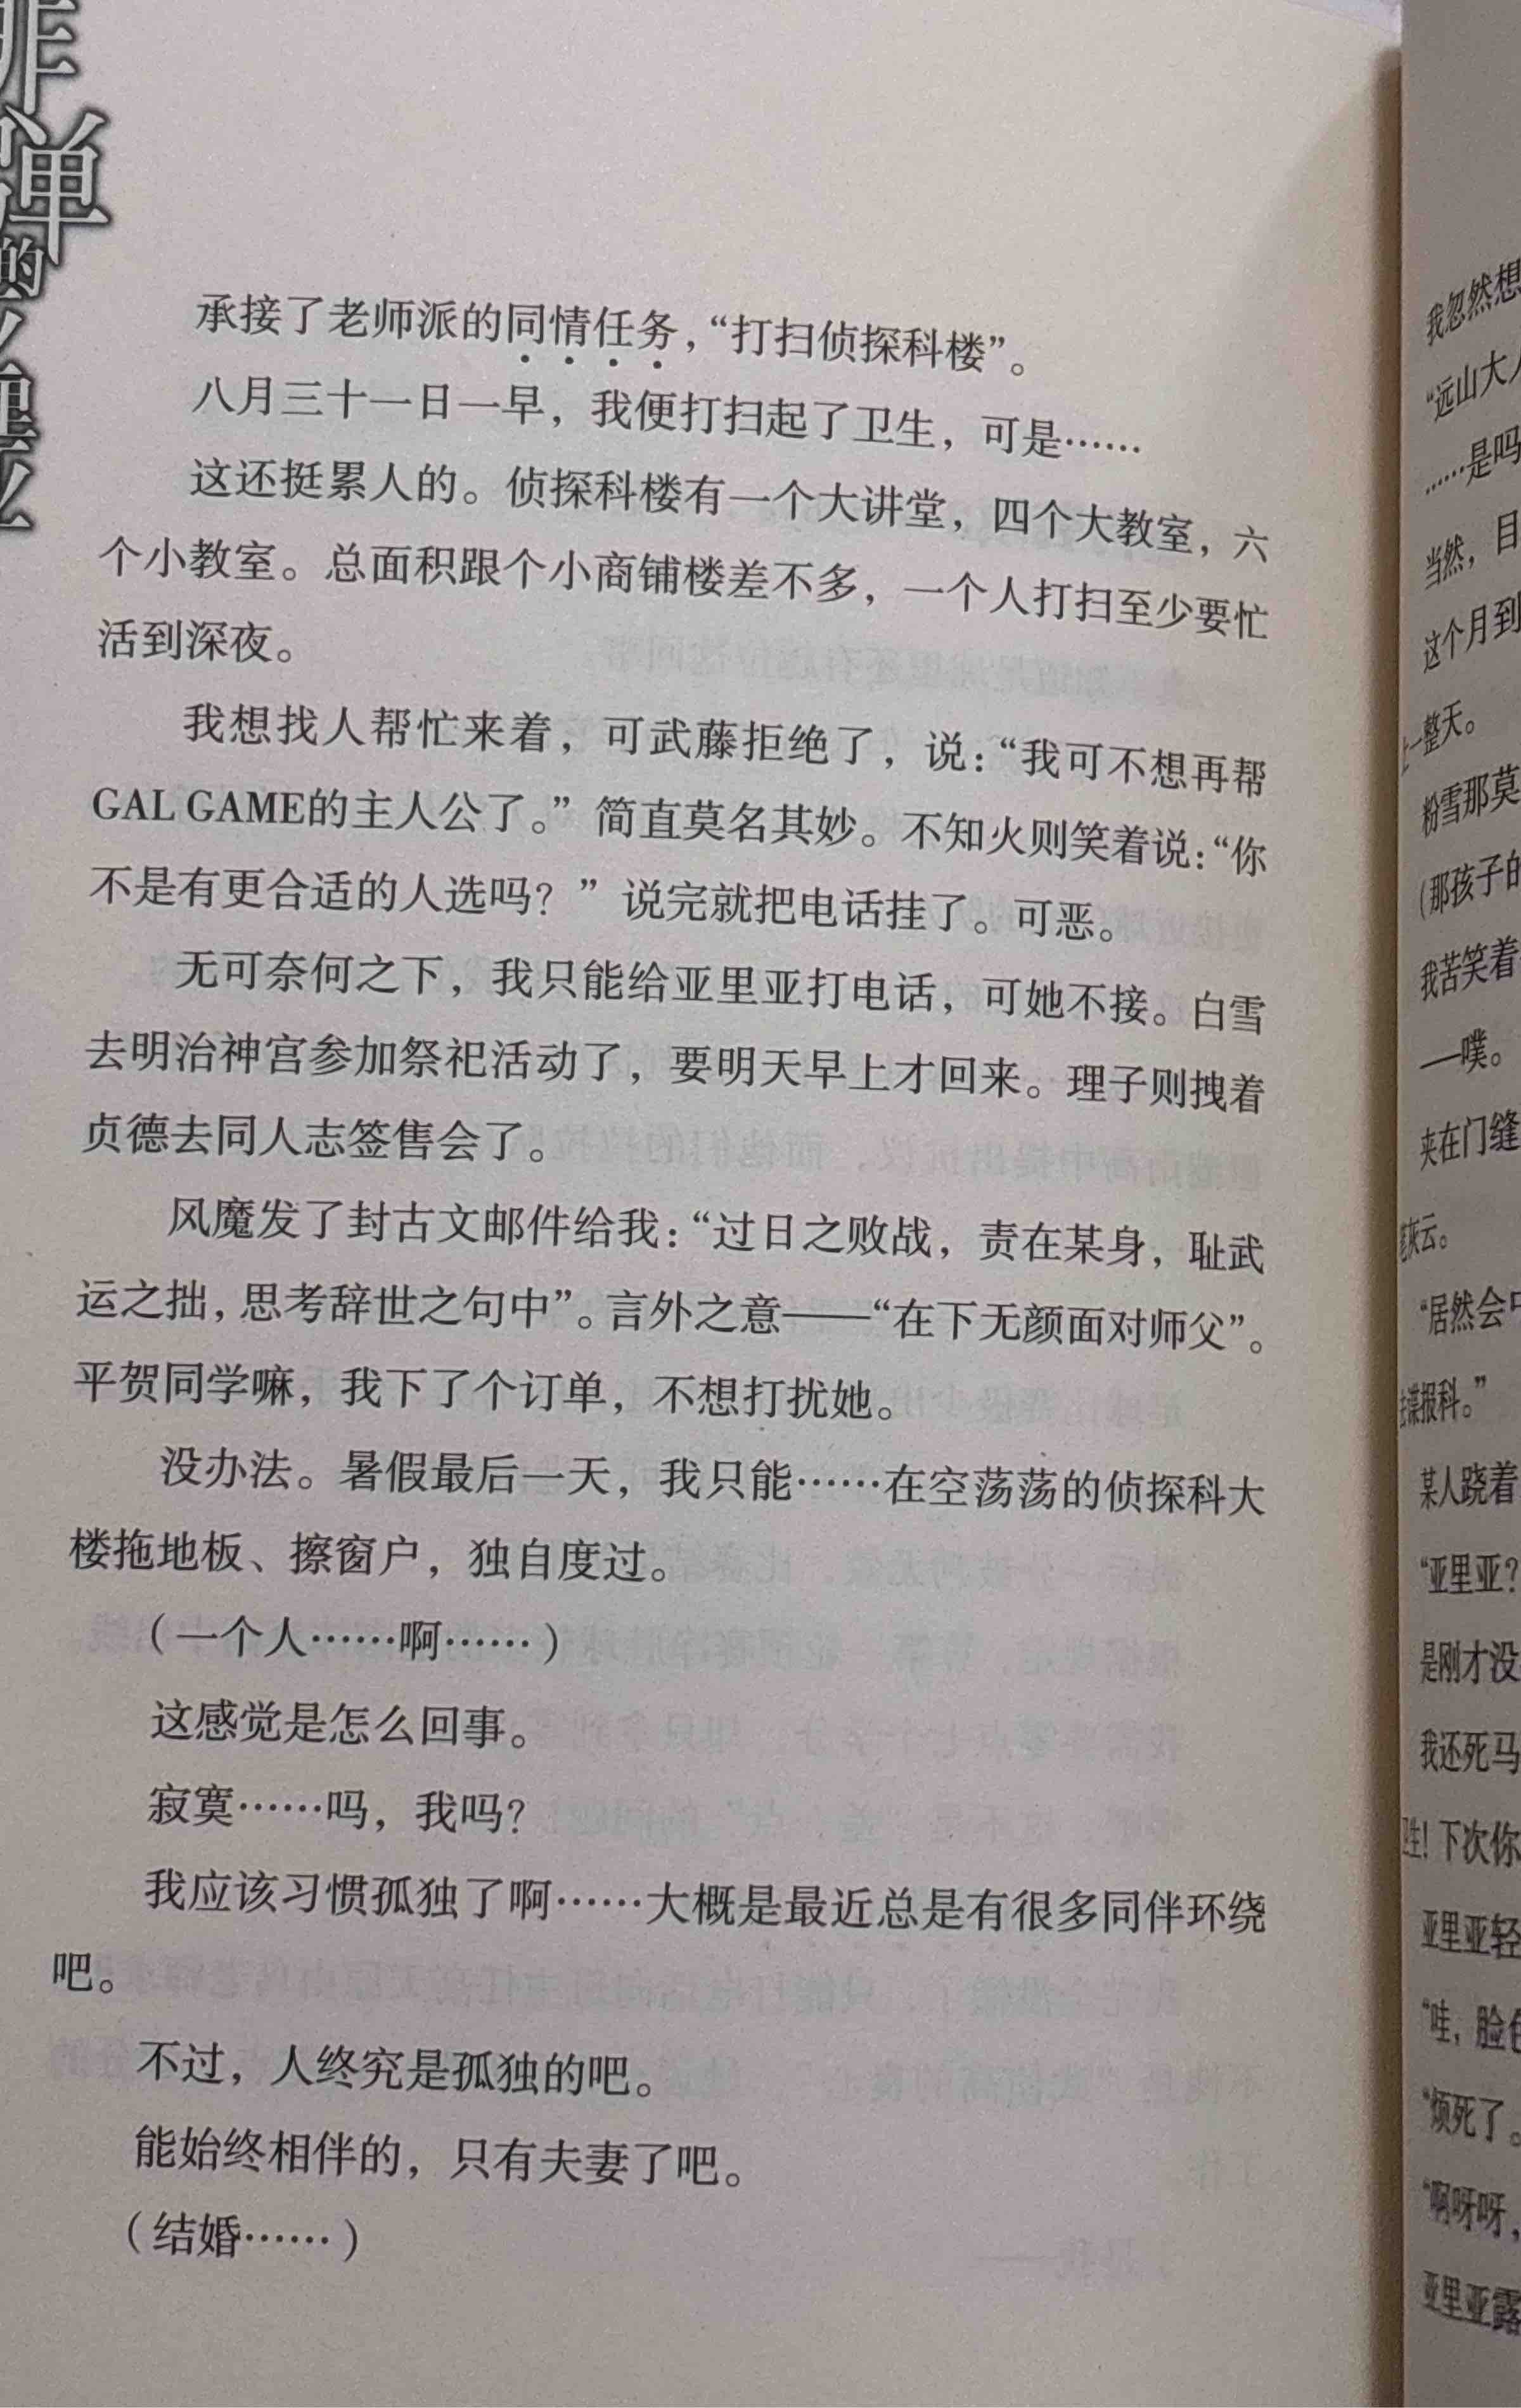 绯弹的亚里亚
承接了老师派的同情任务，“打扫侦探科楼”。
八月三十一日一早，我便打扫起了卫生，可是……
这还挺累人的。侦探科楼有一个大讲堂，四个大教室，六
个小教室。总面积跟个小商铺楼差不多，一个人打扫至少要忙
活到深夜。
我想找人帮忙来着，可武藤拒绝了，说：“我可不想再帮
GAL GAME的主人公了。”简直莫名其妙。不知火则笑着说：“你
不是有更合适的人选吗？”说完就把电话挂了。可恶。
无可奈何之下，我只能给亚里亚打电话，可她不接。白雪
去明治神宫参加祭祀活动了，要明天早上才回来。理子则拽着
贞德去同人志签售会了。
风魔发了封古文邮件给我：“过日之败战，责在某身，耻武
运之拙，思考辞世之句中”。言外之意——“在下无颜面对师父”。
平贺同学嘛，我下了个订单，不想打扰她。
没办法。暑假最后一天，我只能……在空荡荡的侦探科大
楼拖地板、擦窗户，独自度过。
（一个人……啊……）
这感觉是怎么回事。
寂寞……吗，我吗？
我应该习惯孤独了啊……大概是最近总是有很多同伴环绕
吧。
不过，人终究是孤独的吧。
能始终相伴的，只有夫妻了吧。
（结婚……）
我忽然想
“远山大
……是吗
当然，目
这个月到
一整天。
粉雪那莫
（那孩子的
我苦笑着
—噗。
夹在门缝
灰云。
“居然会
谍报科。”
某人跷着
“亚里亚？
是刚才没
我还死马
！下次你
亚里亚轻
“哇，脸
“烦死了。
“啊呀呀，
亚里亚露